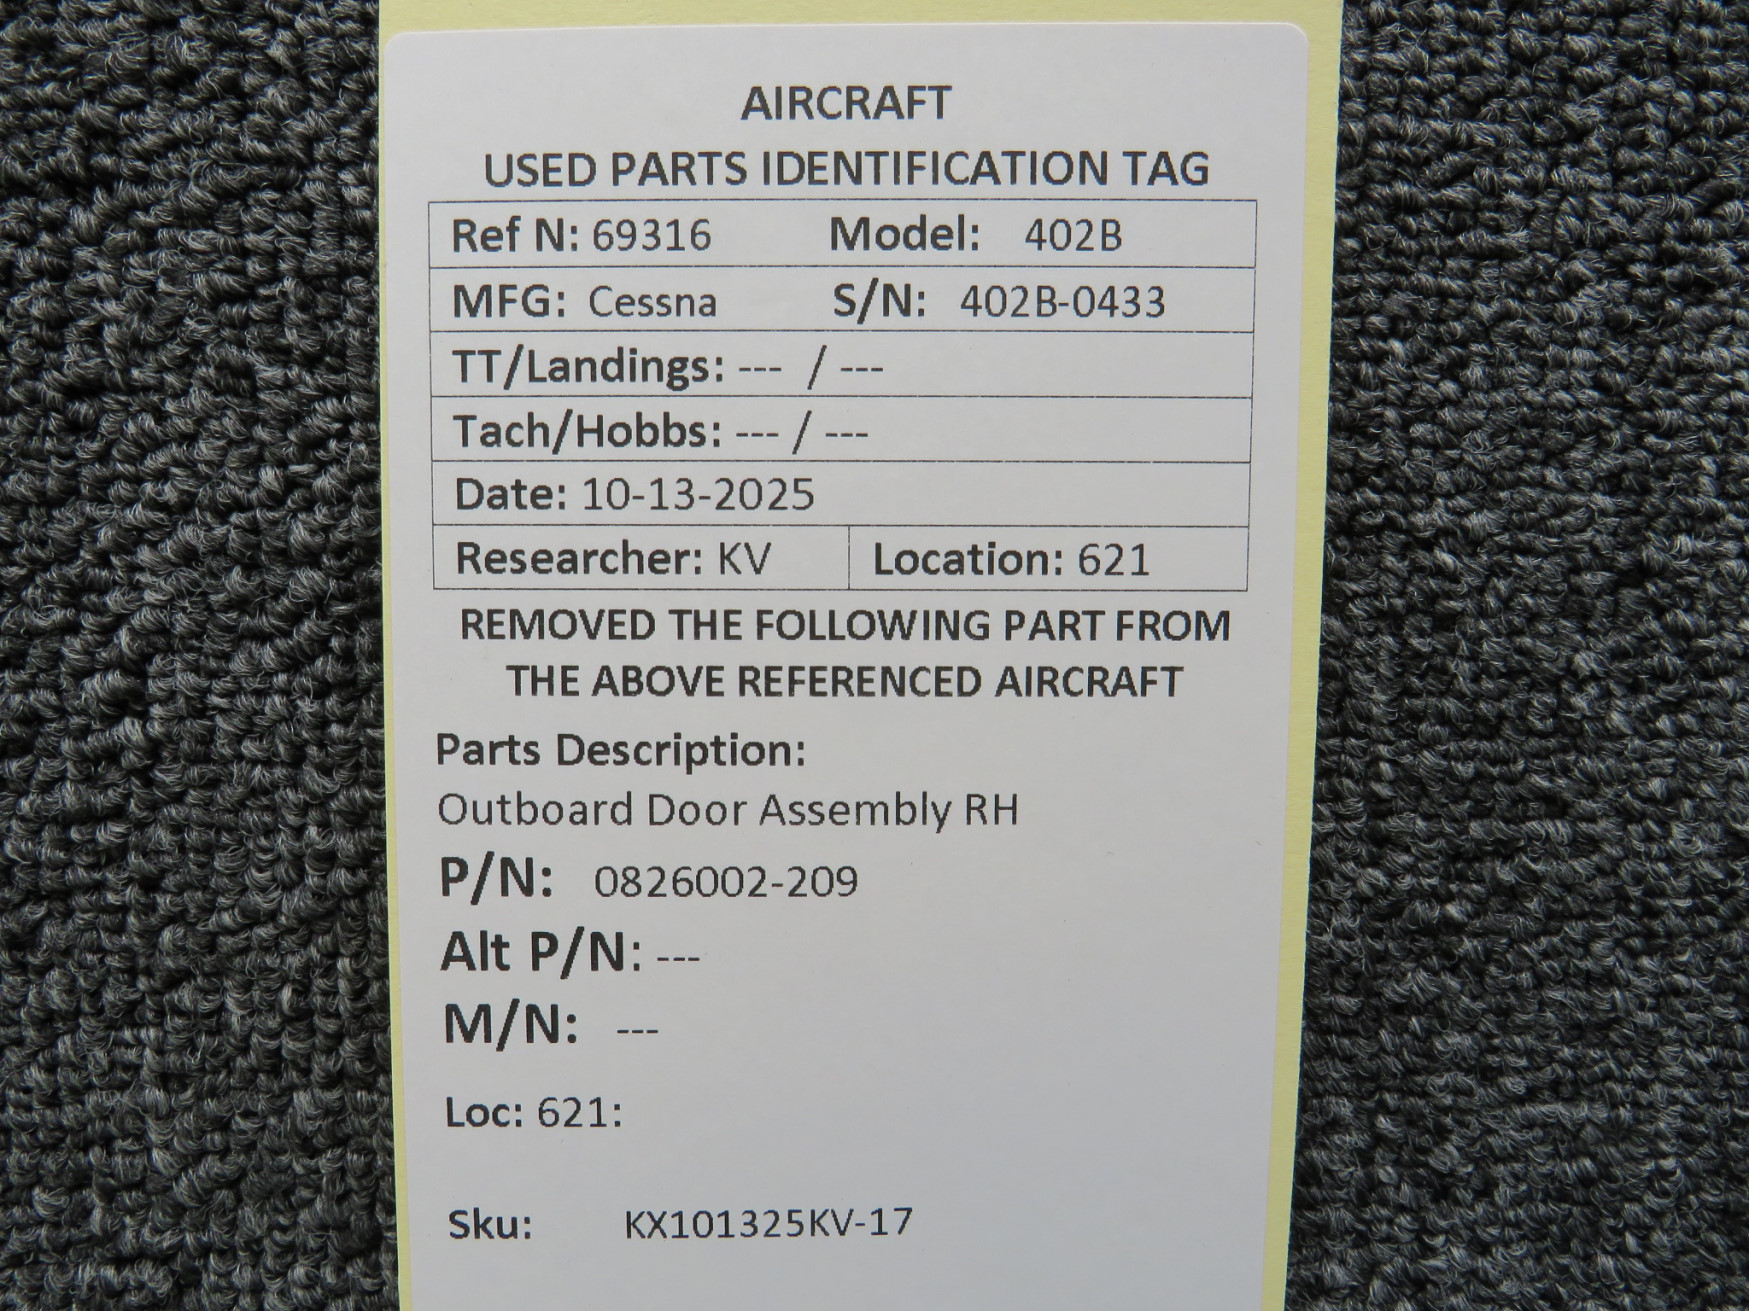 AIRCRAFT
USED PARTS IDENTIFICATION TAG
Ref N: 69316 Model: 402B
MFG: Cessna S/N: 402B-0433
TT/Landings: --- / ---
Tach/Hobbs: --- / ---
Date: 10-13-2025
Researcher: KV Location: 621
REMOVED THE FOLLOWING PART FROM
THE ABOVE REFERENCED AIRCRAFT
Parts Description:
Outboard Door Assembly RH
P/N: 0826002-209
Alt P/N: ---
M/N: ---
Loc: 621:
Sku: KX101325KV-17